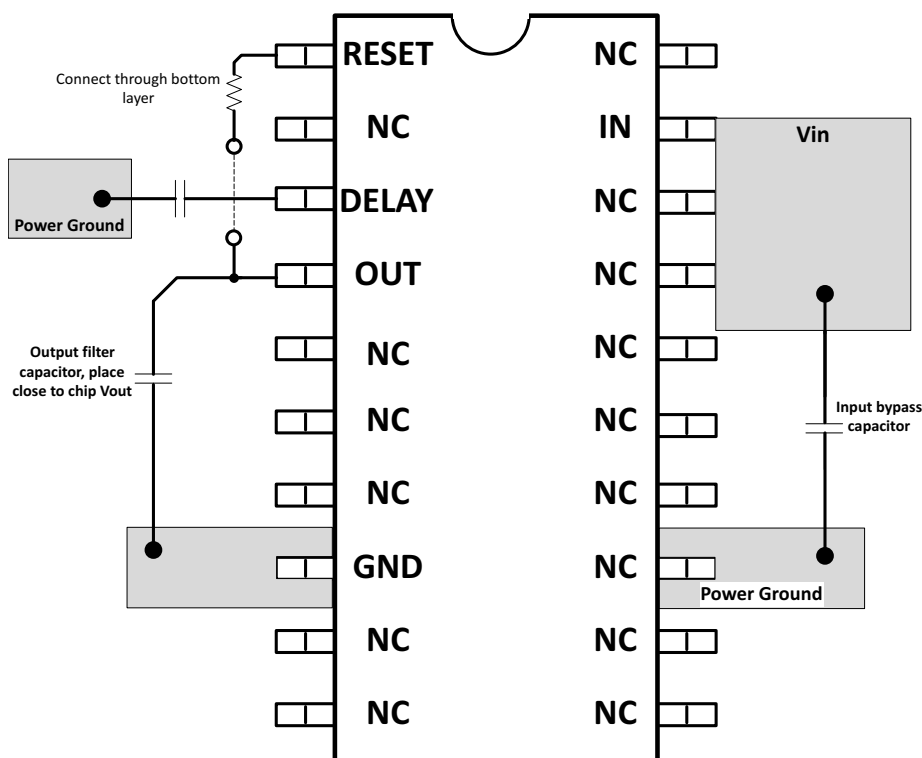 RESET
NC
Connect through bottom
layer
NC
IN
Vin
DELAY
NC
Power Ground
OUT
NC
Output filter
capacitor, place
close to chip Vout
NC
NC
NC
NC
Input bypass
capacitor
NC
NC
GND
NC
Power Ground
NC
NC
NC
NC